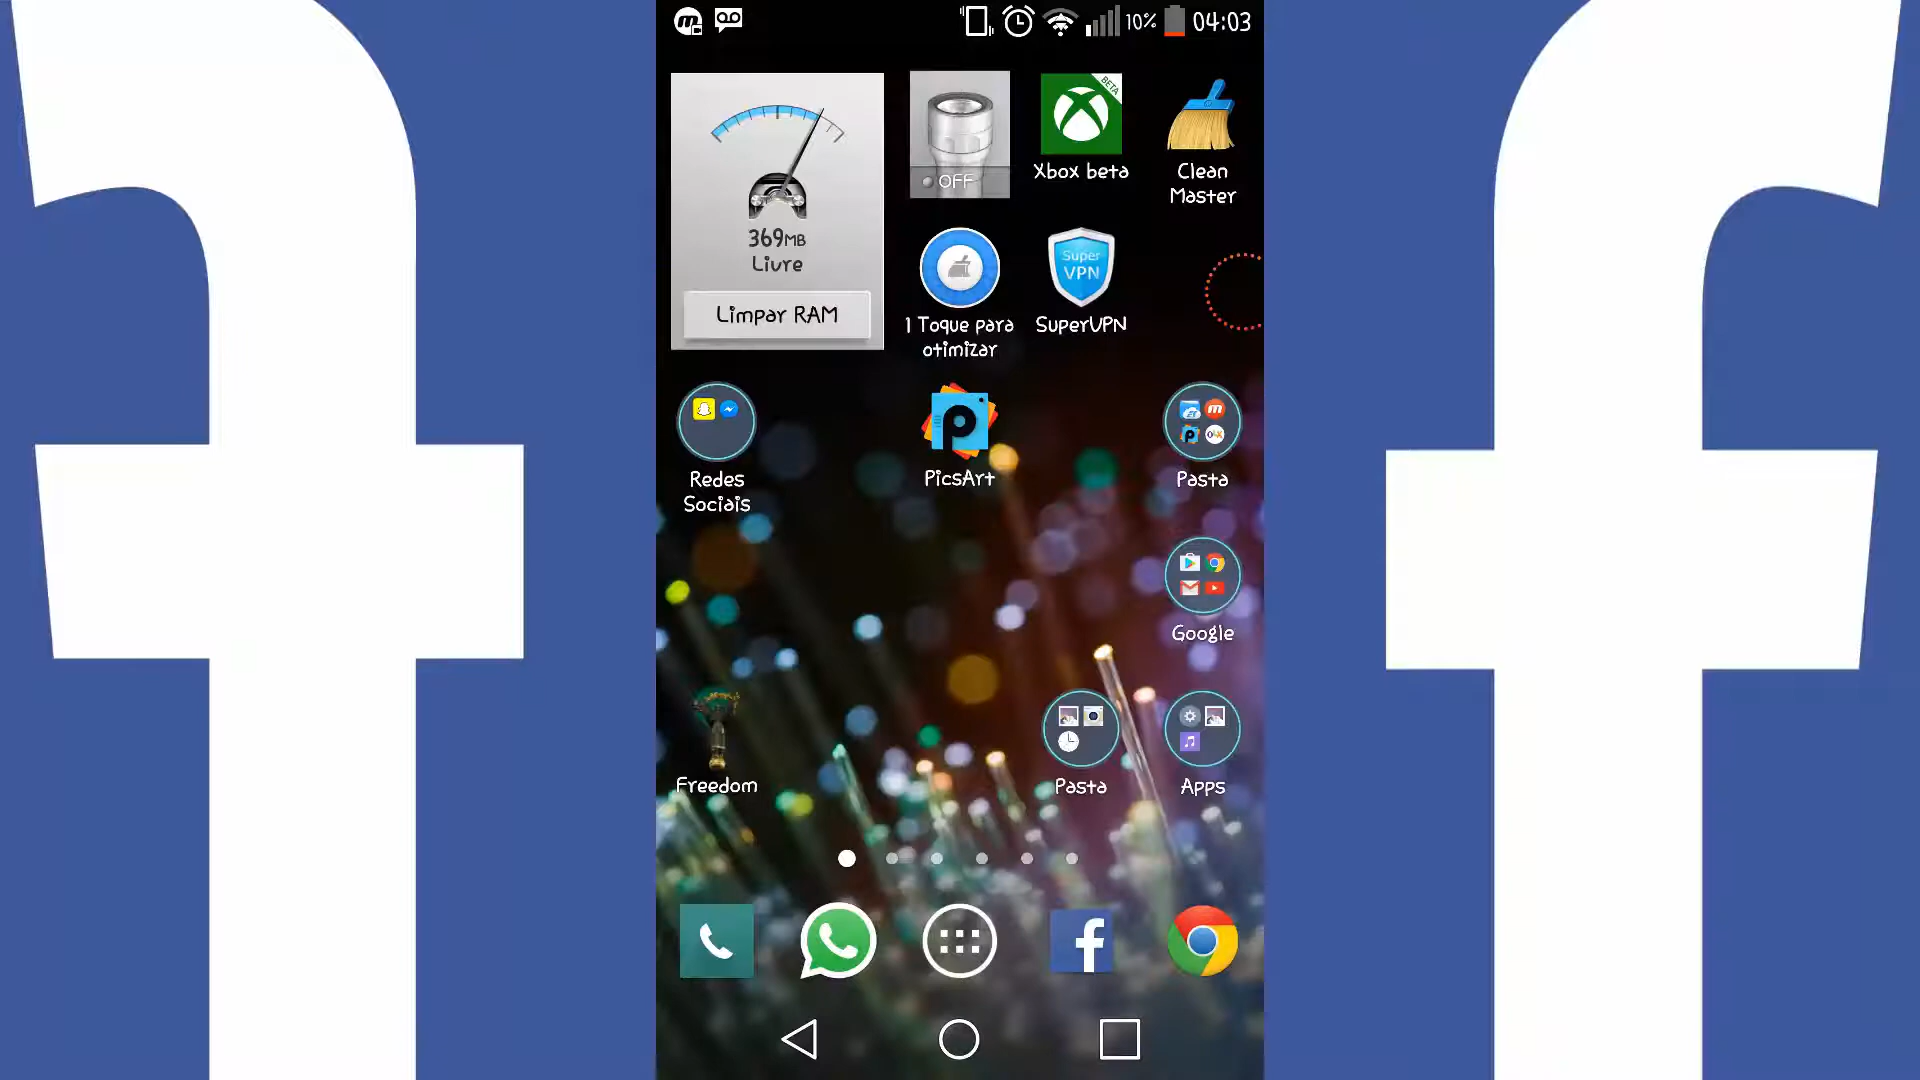 10% 04:03
369MB
Livre
Limpar RAM
OFF
BETA
Xbox beta
Clean
Master
1 Toque para
otimizar
Super
VPN
SuperVPN
Redes
Sociais
PicsArt
Pasta
Google
Freedom
Pasta
Apps